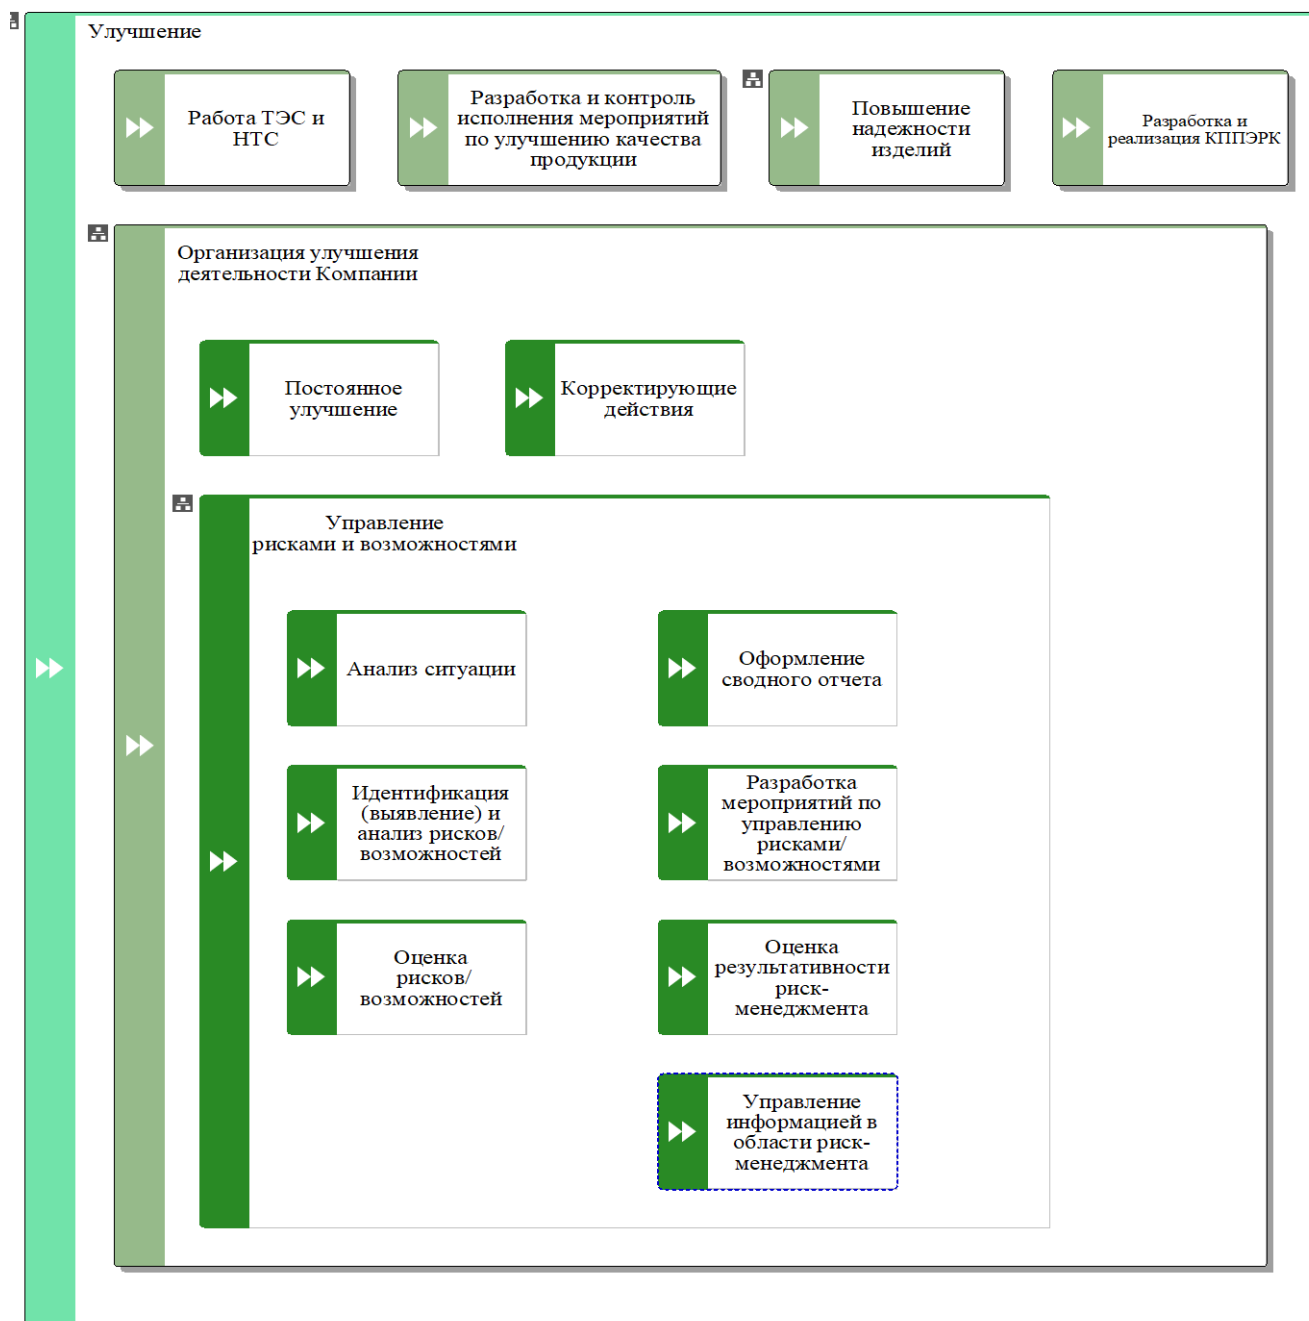 Улучшение
Работа ТЭС и
НТС
Разработка и контроль
исполнения мероприятий
по улучшению качества
продукции
Повышение
надежности
изделий
Разработка и
реализация КППЭРК
Организация улучшения
деятельности Компании
Постоянное
улучшение
Корректирующие
действия
Управление
рисками и возможностями
Анализ ситуации
Оформление
сводного отчета
Идентификация
(выявление) и
анализ рисков/
возможностей
Разработка
мероприятий по
управлению
рисками/
возможностями
Оценка
рисков/
возможностей
Оценка
результативности
риск-
менеджмента
Управление
информацией в
области риск-
менеджмента